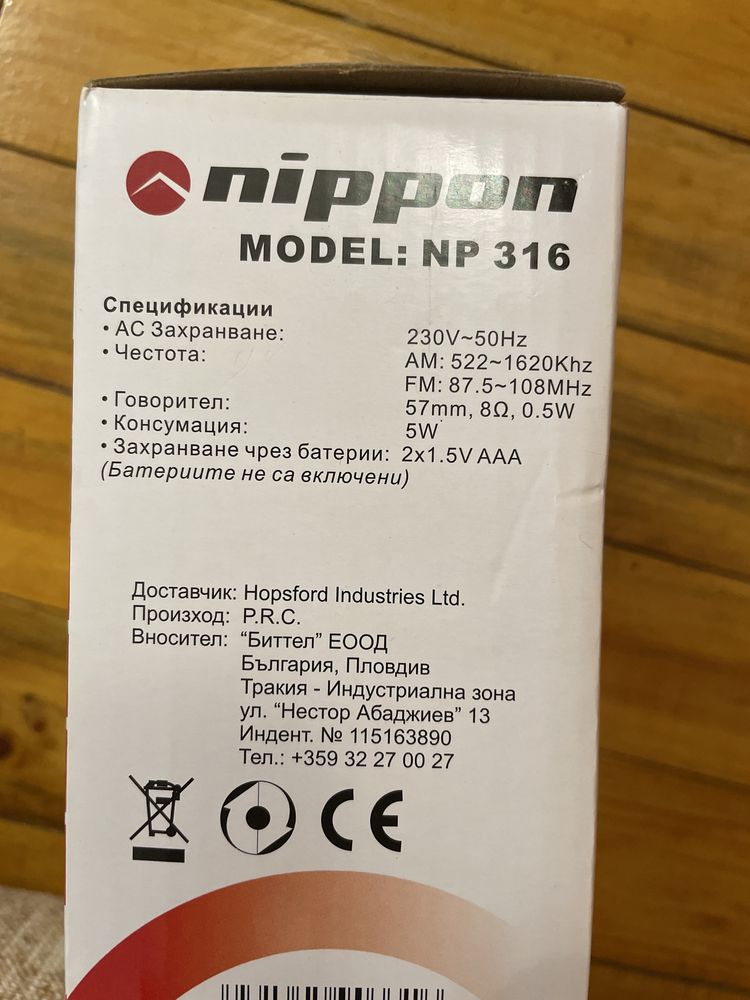 nippon
MODEL: NP 316
Спецификации
• АС Захранване: 230V~50Hz
• Честота: AM: 522~1620Khz
FM: 87.5~108MHz
• Говорител: 57mm, 8Ω, 0.5W
• Консумация: 5W
• Захранване чрез батерии: 2x1.5V AAA
(Батериите не са включени)
Доставчик: Hopsford Industries Ltd.
Произход: P.R.C.
Вносител: “Биттел” ЕООД
България, Пловдив
Тракия - Индустриална зона
ул. “Нестор Абаджиев” 13
Индент. № 115163890
Тел.: +359 32 27 00 27
CE